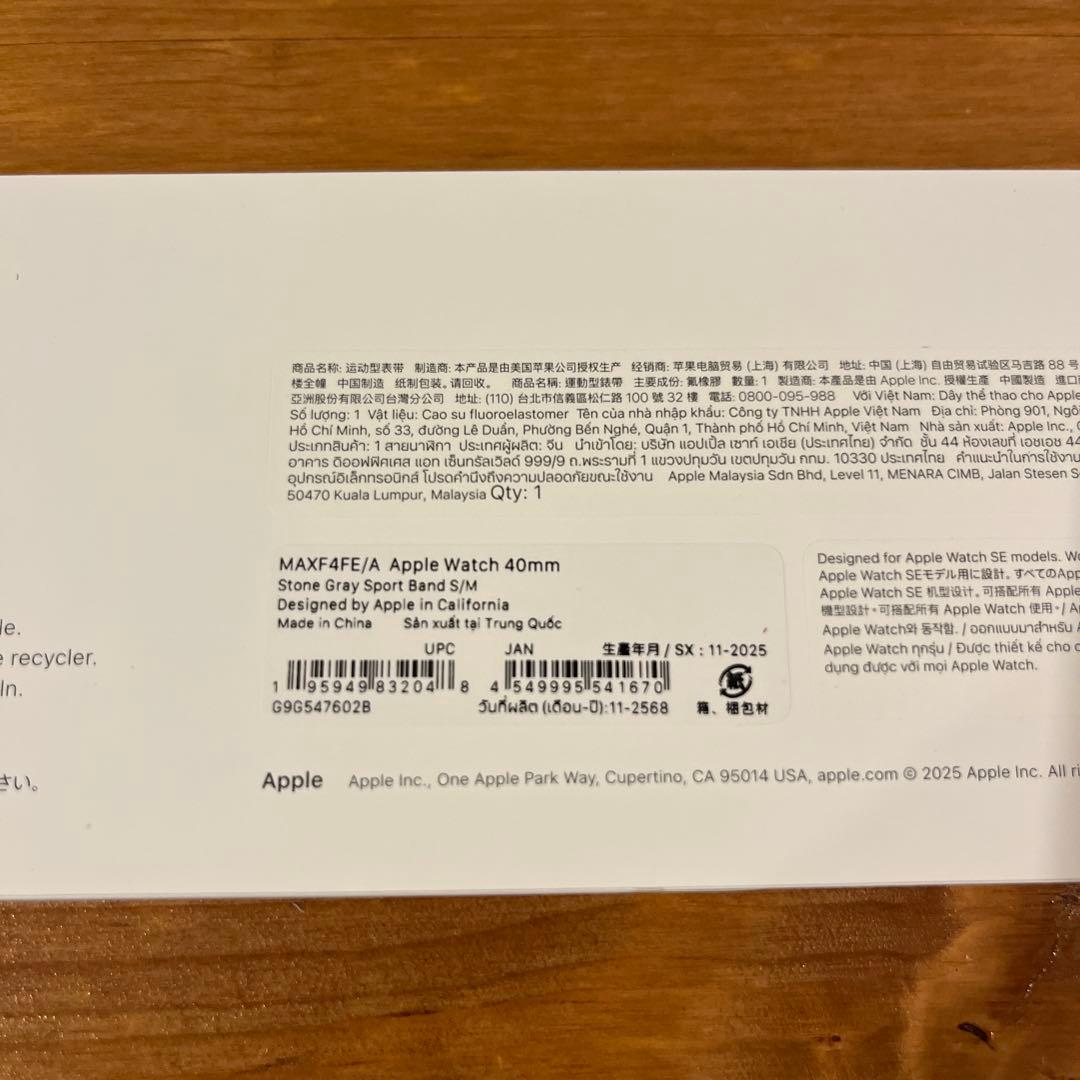 商品名称: 运动型表带 制造商: 本产品是由美国苹果公司授权生产 经销商: 苹果电脑贸易 (上海) 有限公司 地址: 中国 (上海) 自由贸易试验区马吉路 88 号
楼全幢 中国制造 纸制包装。请回收。 商品名稱: 運動型錶帶 主要成份: 氟橡膠 數量: 1 製造商: 本產品是由 Apple Inc. 授權生產 中國製造 進口商
亞洲股份有限公司台灣分公司 地址: (110) 台北市信義區松仁路 100 號 32 樓 電話: 0800-095-988 Với Việt Nam: Dây thể thao cho Apple
Số lượng: 1 Vật liệu: Cao su fluoroelastomer Tên của nhà nhập khẩu: Công ty TNHH Apple Việt Nam Địa chỉ: Phòng 901, Ngôi
Hồ Chí Minh, số 33, đường Lê Duẩn, Phường Bến Nghé, Quận 1, Thành phố Hồ Chí Minh, Việt Nam Nhà sản xuất: Apple Inc.,
ประเภทสินค้า: 1 สายนาฬิกา ประเทศผู้ผลิต: จีน นำเข้าโดย: บริษัท แอปเปิ้ล เซาท์ เอเชีย (ประเทศไทย) จำกัด ชั้น 44 ห้องเลขที่ เอชเอช 44
อาคาร ดิออฟฟิศเศส แอท เซ็นทรัลเวิลด์ 999/9 ถ.พระรามที่ 1 แขวงปทุมวัน เขตปทุมวัน กทม. 10330 ประเทศไทย คำแนะนำในการใช้งาน
อุปกรณ์อิเล็กทรอนิกส์ โปรดคำนึงถึงความปลอดภัยขณะใช้งาน Apple Malaysia Sdn Bhd, Level 11, MENARA CIMB, Jalan Stesen
50470 Kuala Lumpur, Malaysia Qty: 1
MAXF4FE/A Apple Watch 40mm
Stone Gray Sport Band S/M
Designed by Apple in California
Made in China Sản xuất tại Trung Quốc
UPC JAN 生產年月 / SX : 11-2025
1 95949 83204 8 4 549995 541670
G9G547602B วันที่ผลิต (เดือน-ปี):11-2568 紙 箱、梱包材
Designed for Apple Watch SE models.
Apple Watch SEモデル用に設計。すべてのApp
Apple Watch SE 机型设计。可搭配所有 Apple
機型設計。可搭配所有 Apple Watch 使用。/
Apple Watch와 동작함. / ออกแบบมาสำหรับ
Apple Watch ทุกรุ่น / Được thiết kế cho
dụng được với mọi Apple Watch.
le.
e recycler.
ln.
さい。
Apple Apple Inc., One Apple Park Way, Cupertino, CA 95014 USA, apple.com © 2025 Apple Inc. All